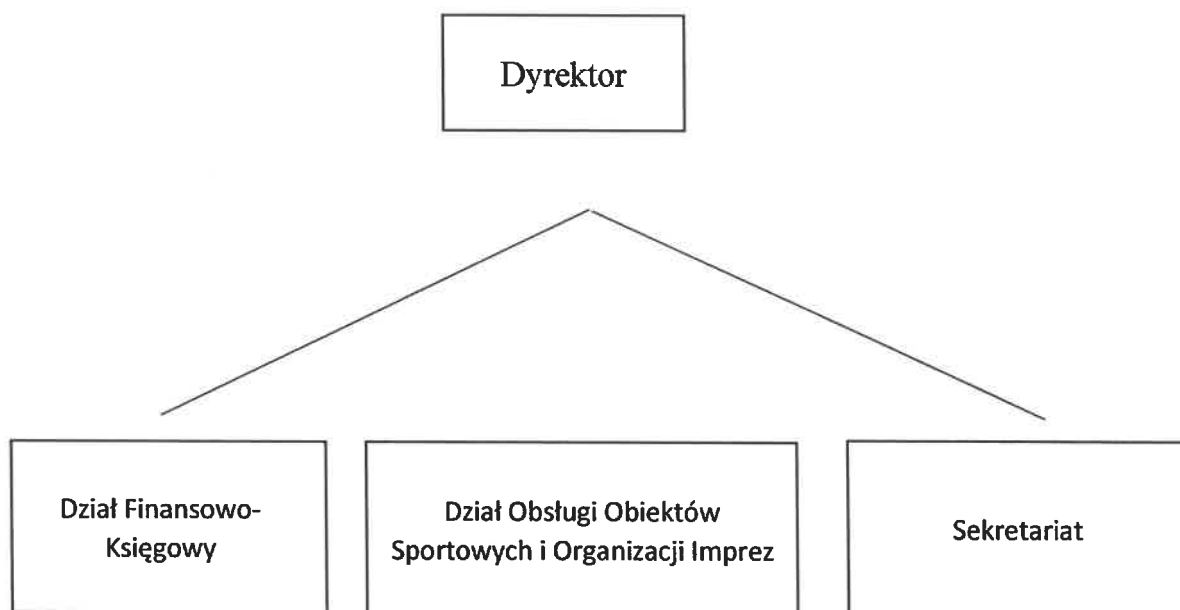 Dyrektor
Dział Finansowo-
Księgowy
Dział Obsługi Obiektów
Sportowych i Organizacji Imprez
Sekretariat